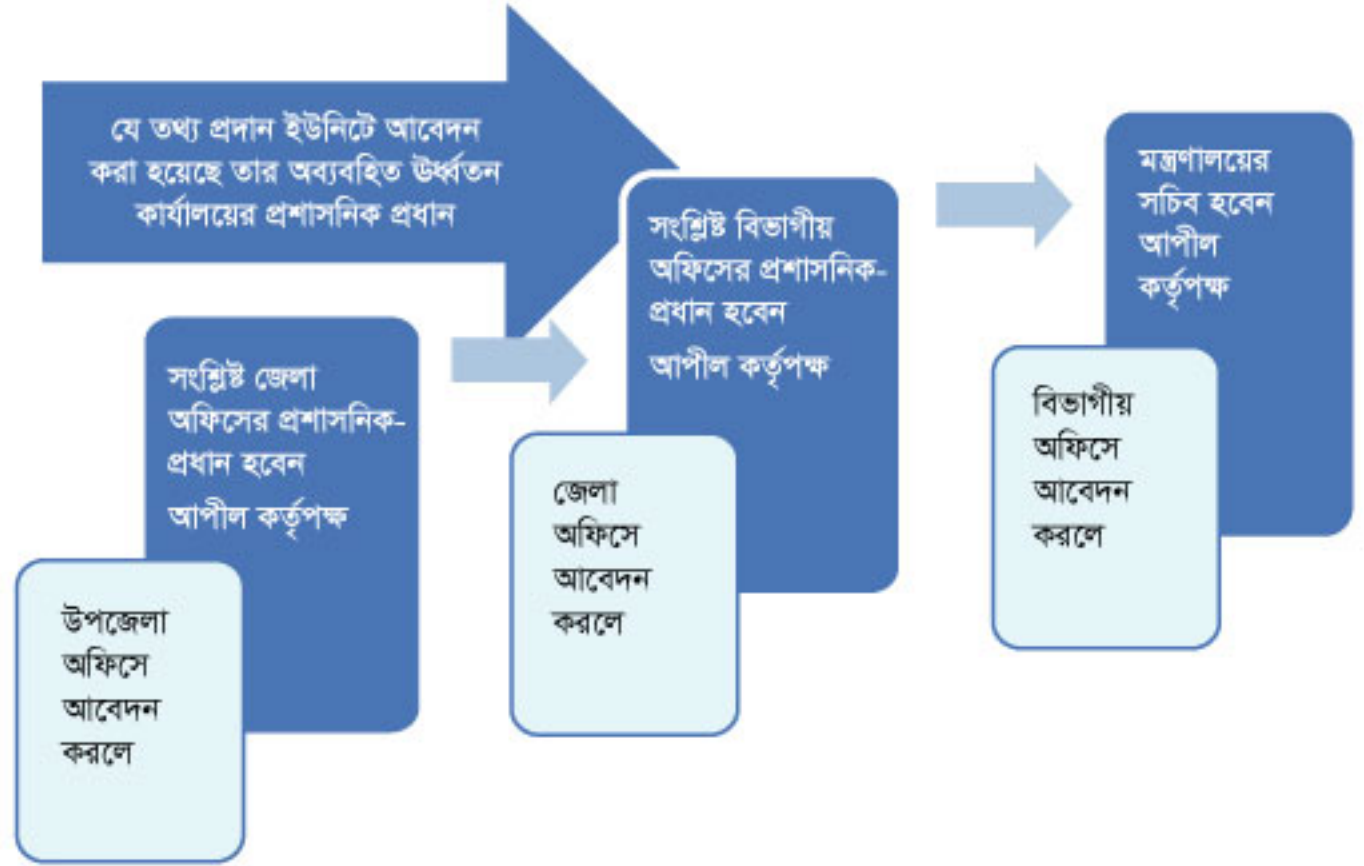 যে তথ্য প্রদান ইউনিটে আবেদন
করা হয়েছে তার অব্যবহিত ঊর্ধ্বতন
কার্যালয়ের প্রশাসনিক প্রধান
সংশ্লিষ্ট জেলা
অফিসের প্রশাসনিক-
প্রধান হবেন
আপীল কর্তৃপক্ষ
উপজেলা
অফিসে
আবেদন
করলে
সংশ্লিষ্ট বিভাগীয়
অফিসের প্রশাসনিক-
প্রধান হবেন
আপীল কর্তৃপক্ষ
জেলা
অফিসে
আবেদন
করলে
মন্ত্রণালয়ের
সচিব হবেন
আপীল
কর্তৃপক্ষ
বিভাগীয়
অফিসে
আবেদন
করলে